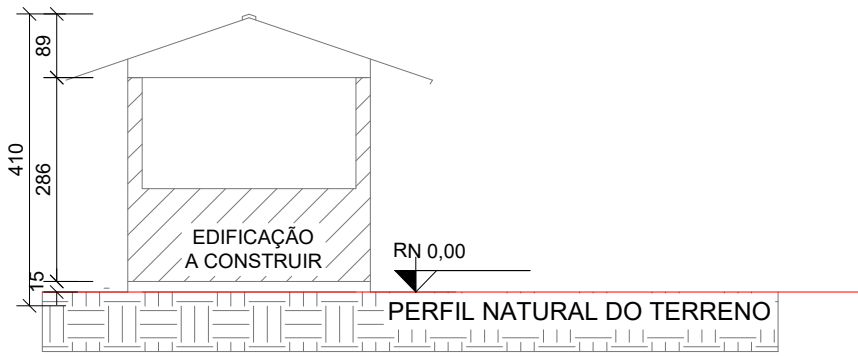 89
410
286
15
EDIFICAÇÃO
A CONSTRUIR
RN 0,00
PERFIL NATURAL DO TERRENO